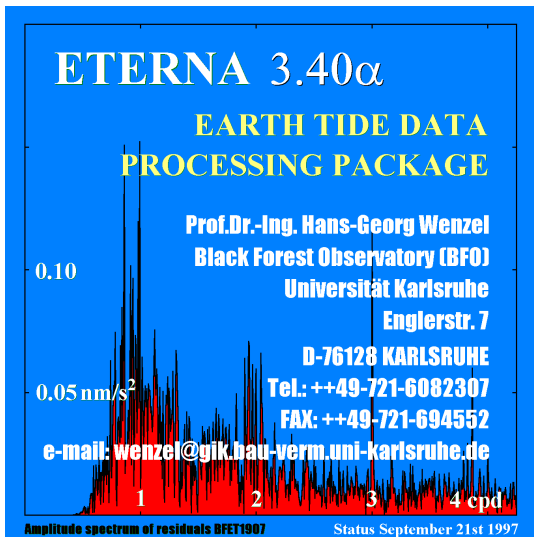 ETERNA 3.40α
EARTH TIDE DATA
PROCESSING PACKAGE
Prof.Dr.-Ing. Hans-Georg Wenzel
Black Forest Observatory (BFO)
Universität Karlsruhe
Englerstr. 7
D-76128 KARLSRUHE
Tel.: ++49-721-6082307
FAX: ++49-721-694552
e-mail: wenzel@gik.bau-verm.uni-karlsruhe.de
0.10
0.05 nm/s²
1 2 3 4 cpd
Amplitude spectrum of residuals BFET1907
Status September 21st 1997